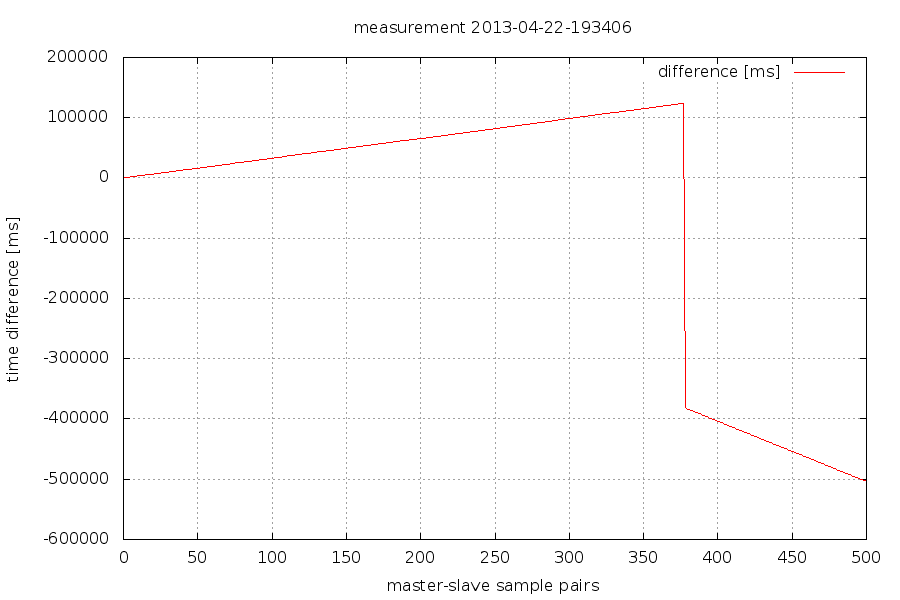 measurement 2013-04-22-193406
difference [ms]
200000
100000
0
-100000
-200000
-300000
-400000
-500000
-600000
time difference [ms]
0 50 100 150 200 250 300 350 400 450 500
master-slave sample pairs